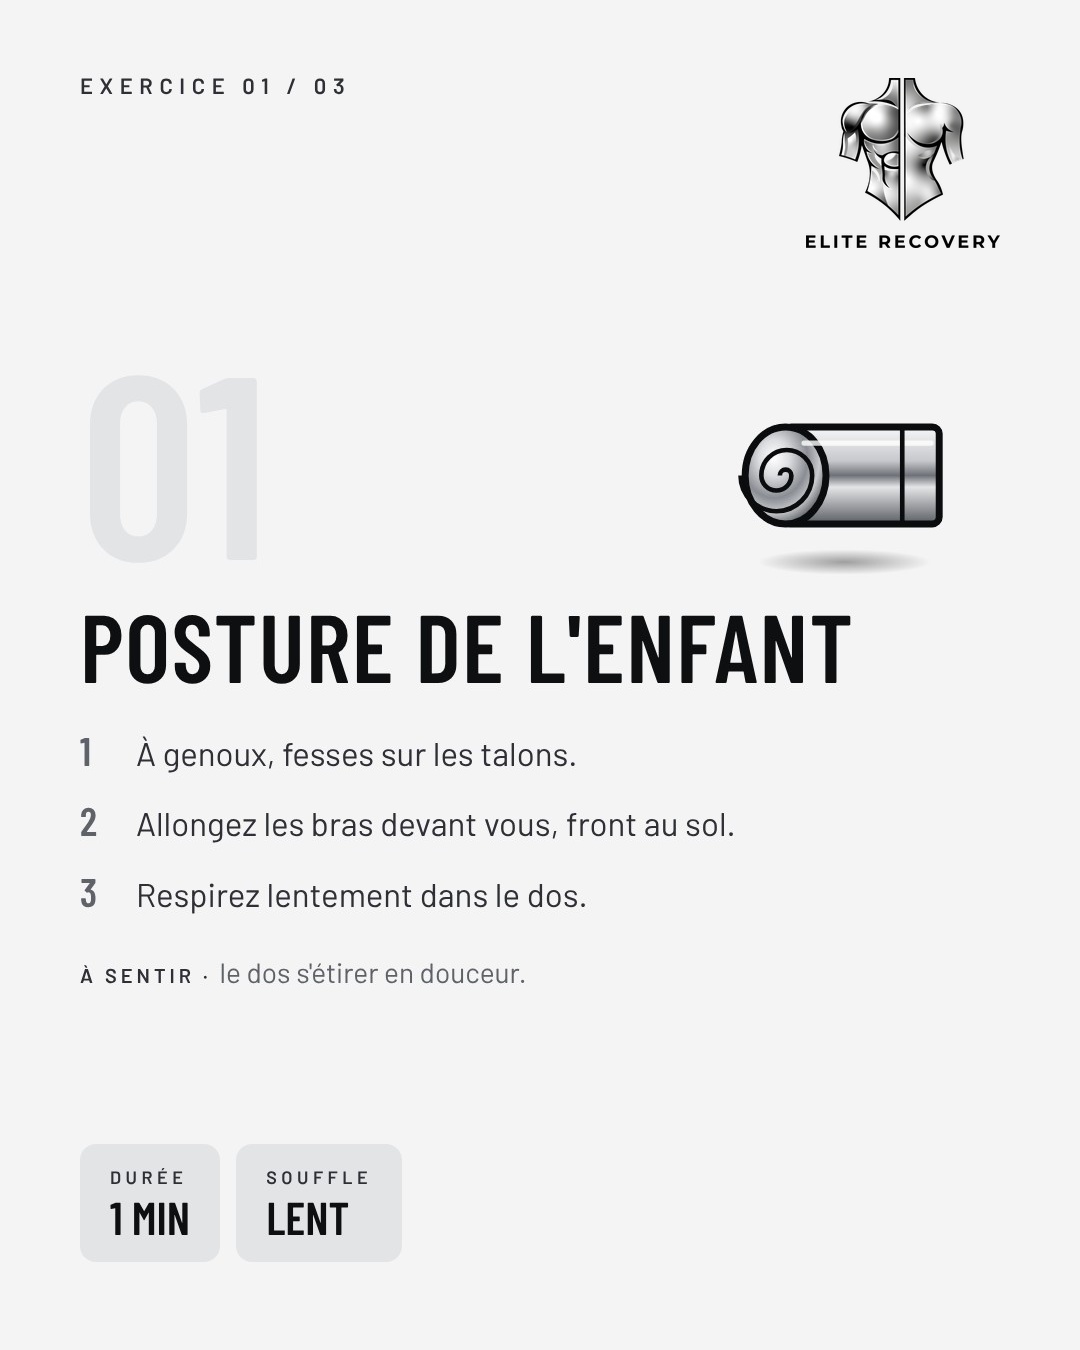 EXERCICE 01 / 03
ELITE RECOVERY
01
POSTURE DE L'ENFANT
1 À genoux, fesses sur les talons.
2 Allongez les bras devant vous, front au sol.
3 Respirez lentement dans le dos.
À SENTIR · le dos s'étirer en douceur.
DURÉE
1 MIN
SOUFFLE
LENT